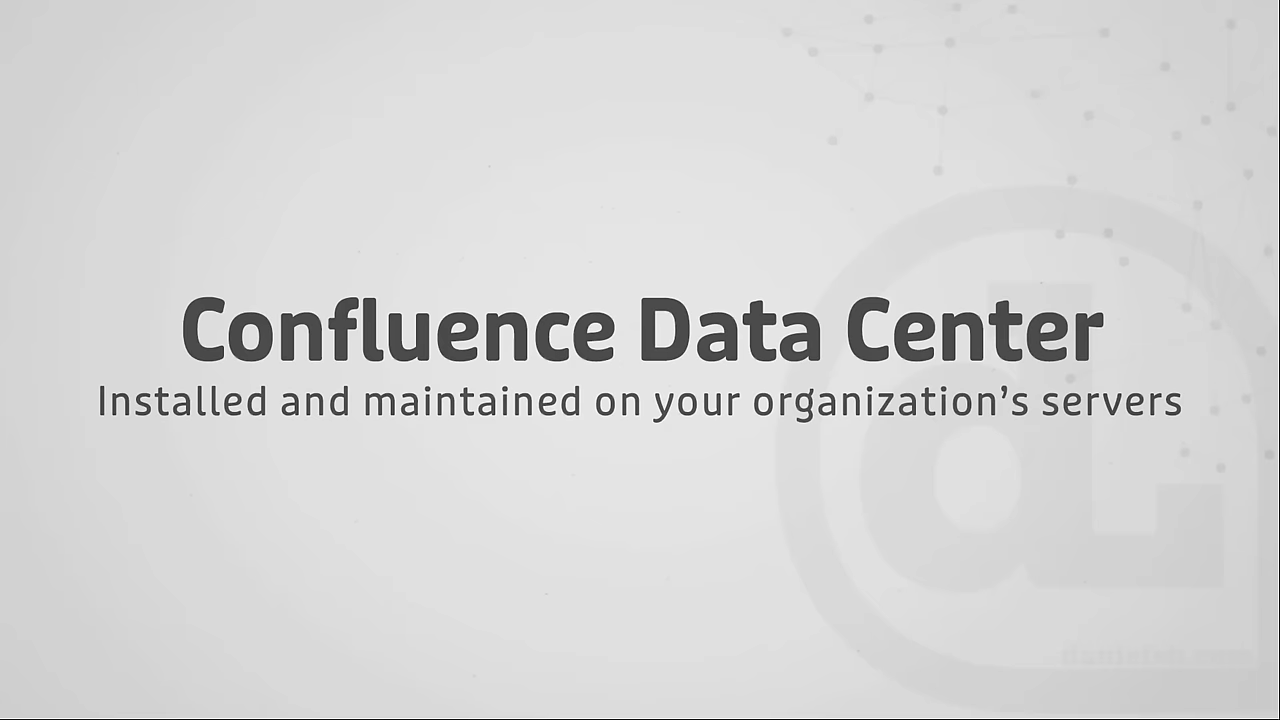 Confluence Data Center
Installed and maintained on your organization’s servers